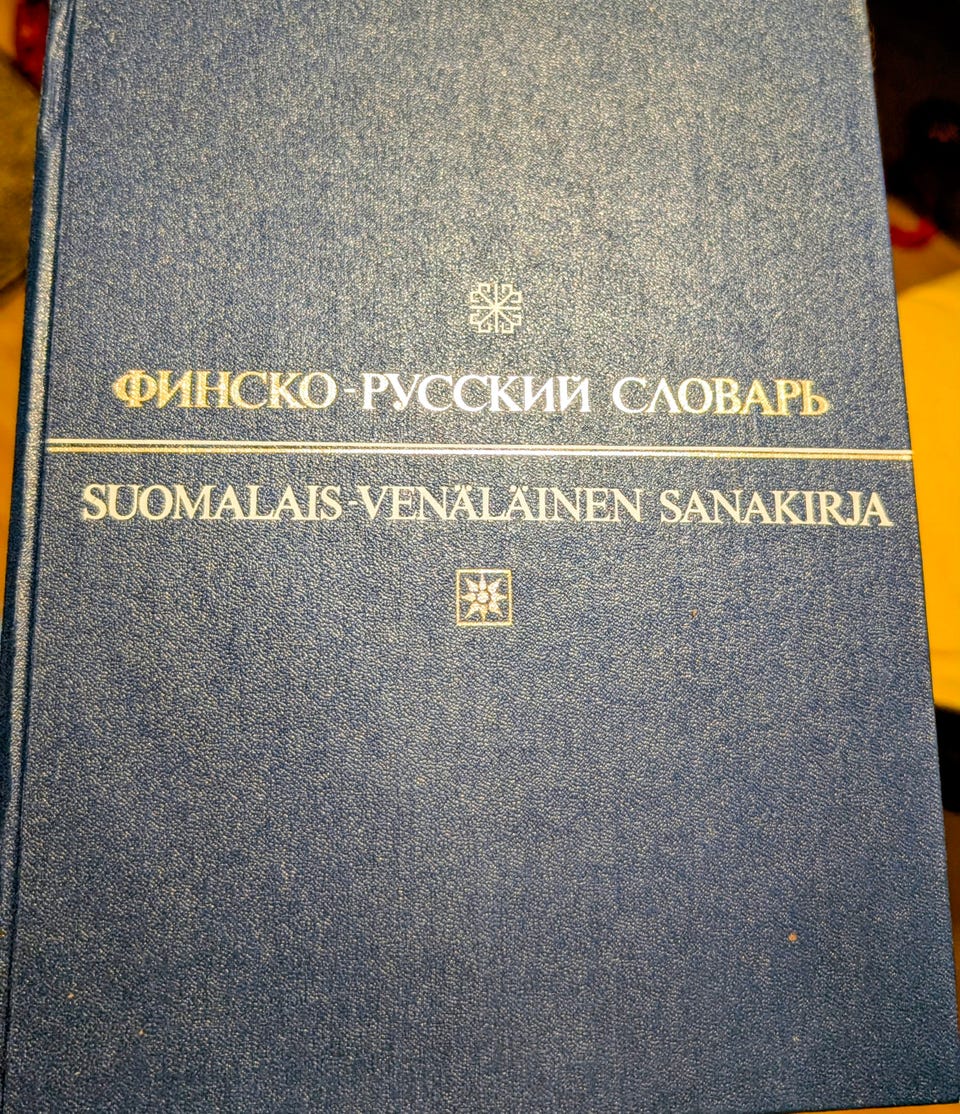 ФИНСКО-РУССКИЙ СЛОВАРЬ
SUOMALAIS-VENÄLÄINEN SANAKIRJA